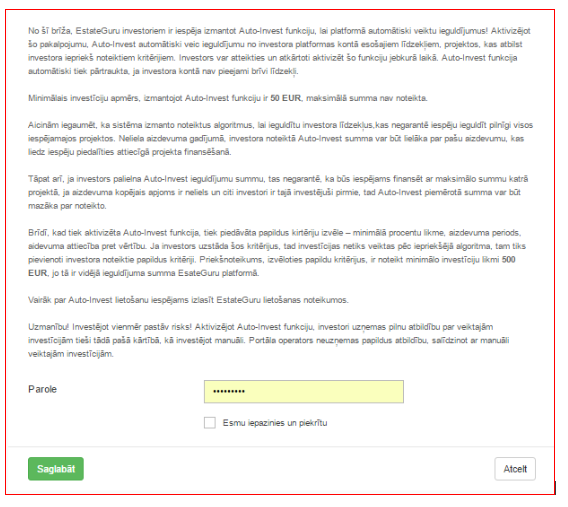 No šī brīža, EstateGuru investoriem ir iespēja izmantot Auto-Invest funkciju, lai platformā automātiski veiktu ieguldījumus! Aktivizējot
šo pakalpojumu, Auto-Invest automātiski veic ieguldījumu no investora platformas kontā esošajiem līdzekļiem, projektos, kas atbilst
investora iepriekš noteiktiem kritērijiem. Investors var atteikties un atkārtoti aktivizēt šo funkciju jebkurā laikā. Auto-Invest funkcija
automātiski tiek pārtraukta, ja investora kontā nav pieejami brīvi līdzekļi.
Minimālais investīciju apmērs, izmantojot Auto-Invest funkciju ir 50 EUR, maksimālā summa nav noteikta.
Aicinām iegaumēt, ka sistēma izmanto noteiktus algoritmus, lai ieguldītu investora līdzekļus,kas negarantē iespēju ieguldīt pilnīgi visos
iespējamajos projektos. Neliela aizdevuma gadījumā, investora noteiktā Auto-Invest summa var būt lielāka par pašu aizdevumu, kas
liedz iespēju piedalīties attiecīgā projekta finansēšanā.
Tāpat arī, ja investors palielna Auto-Invest ieguldījumu summu, tas negarantē, ka būs iespējams finansēt ar maksimālo summu katrā
projektā, ja aizdevuma kopējais apjoms ir neliels un citi investori ir tajā investējuši pirmie, tad Auto-Invest piemērotā summa var būt
mazāka par noteikto.
Brīdī, kad tiek aktivizēta Auto-Invest funkcija, tiek piedāvāta papildus kirtēriju izvēle – minimālā procentu likme, aizdevuma periods,
aidevuma attiecība pret vērtību. Ja investors uzstāda šos kritērijus, tad investīcijas netiks veiktas pēc iepriekšējā algoritma, tam tiks
pievienoti investora noteiktie papildus kritēriji. Priekšnoteikums, izvēloties papildu kritērijus, ir noteikt minimālo investīciju likmi 500
EUR, jo tā ir vidējā ieguldījuma summa EsateGuru platformā.
Vairāk par Auto-Invest lietošanu iespējams izlasīt EstateGuru lietošanas noteikumos.
Uzmanību! Investējot vienmēr pastāv risks! Aktivizējot Auto-Invest funkciju, investori uzņemas pilnu atbildību par veiktajām
investīcijām tieši tādā pašā kārtībā, kā investējot manuāli. Portāla operators neuzņemas papildus atbildību, salīdzinot ar manuāli
veiktajām investīcijām.
Parole
•••••••••
Esmu iepazinies un piekrītu
Saglabāt
Atcelt